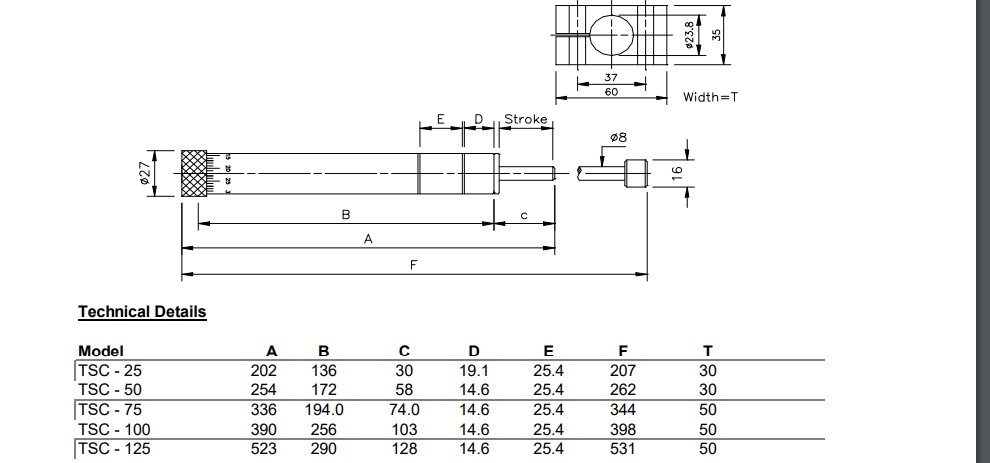 ø23.8
35
37
60
Width=T
E D Stroke
ø8
ø27
16
B
c
A
F
Technical Details
Model A B C D E F T
TSC - 25 202 136 30 19.1 25.4 207 30
TSC - 50 254 172 58 14.6 25.4 262 30
TSC - 75 336 194.0 74.0 14.6 25.4 344 50
TSC - 100 390 256 103 14.6 25.4 398 50
TSC - 125 523 290 128 14.6 25.4 531 50